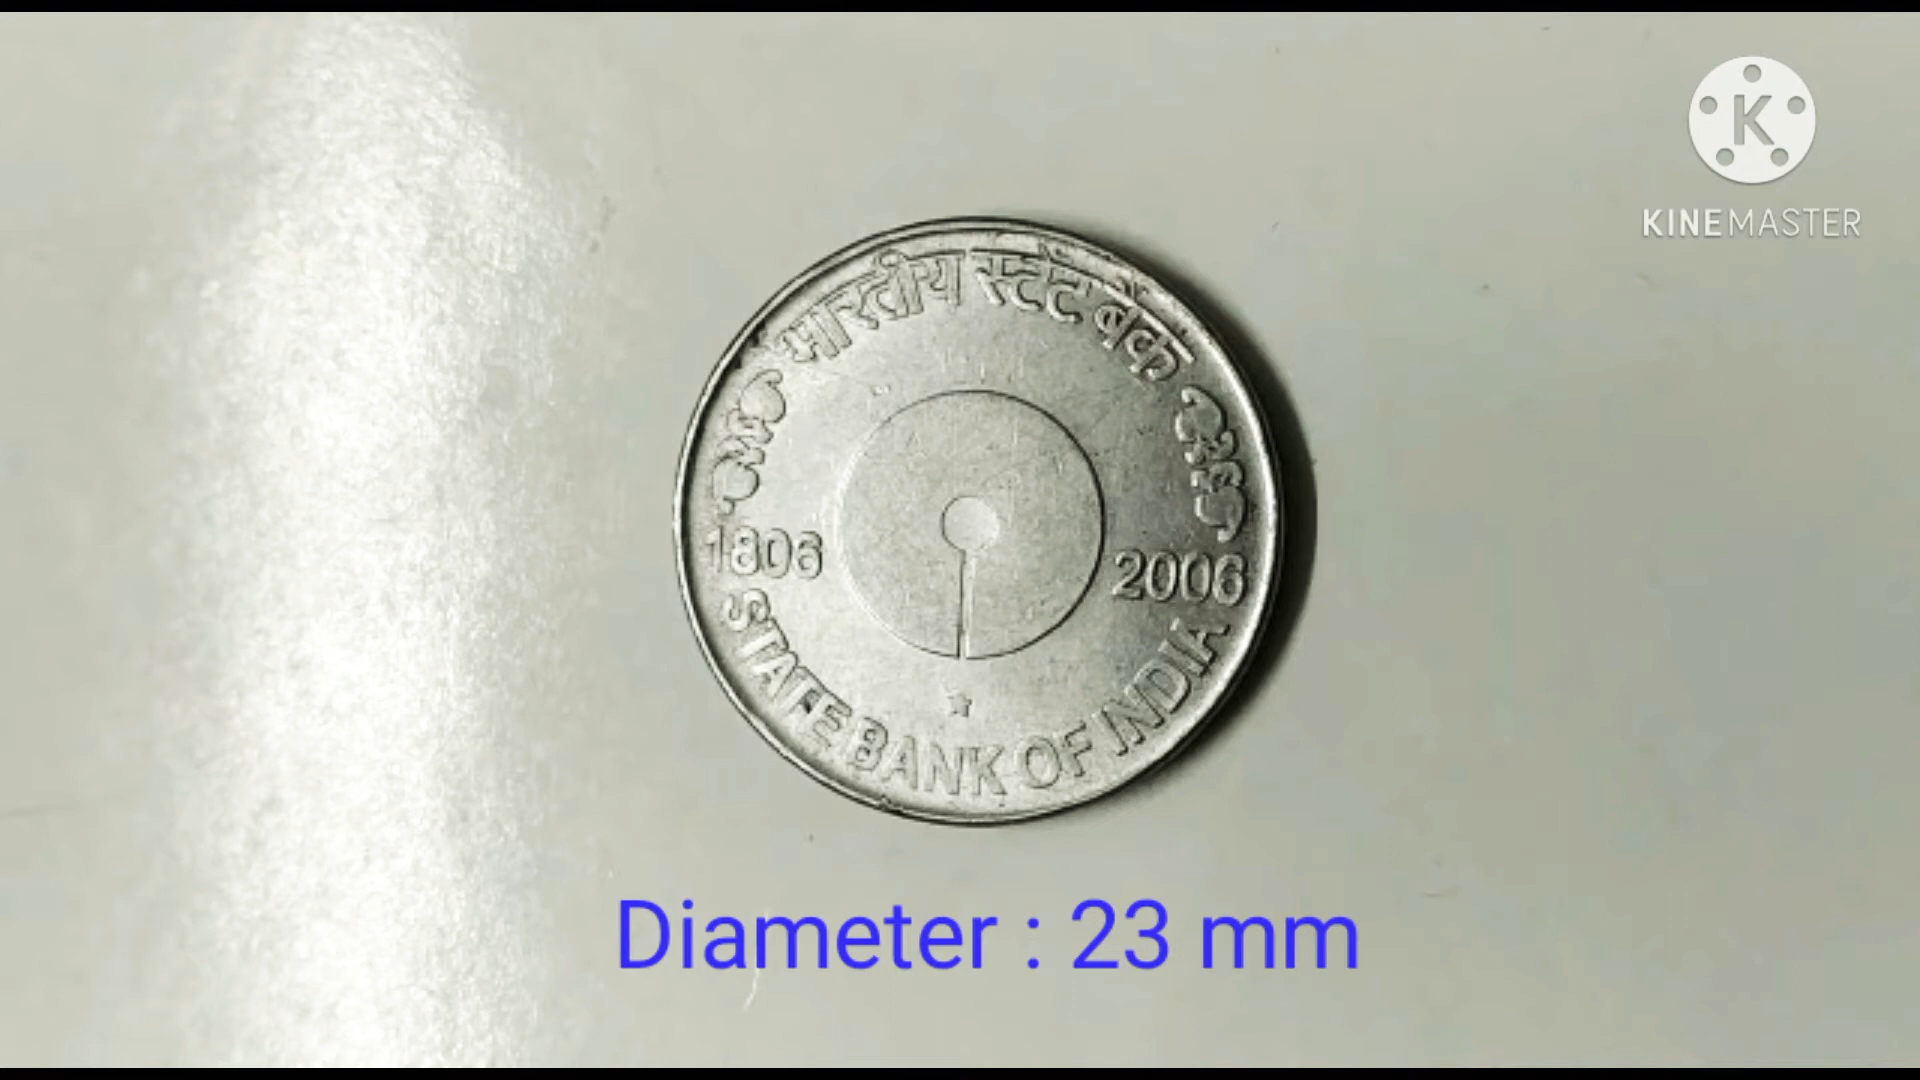 K
KINEMASTER
भारतीय स्टेट बैंक
1806
2006
STATE BANK OF INDIA
Diameter : 23 mm